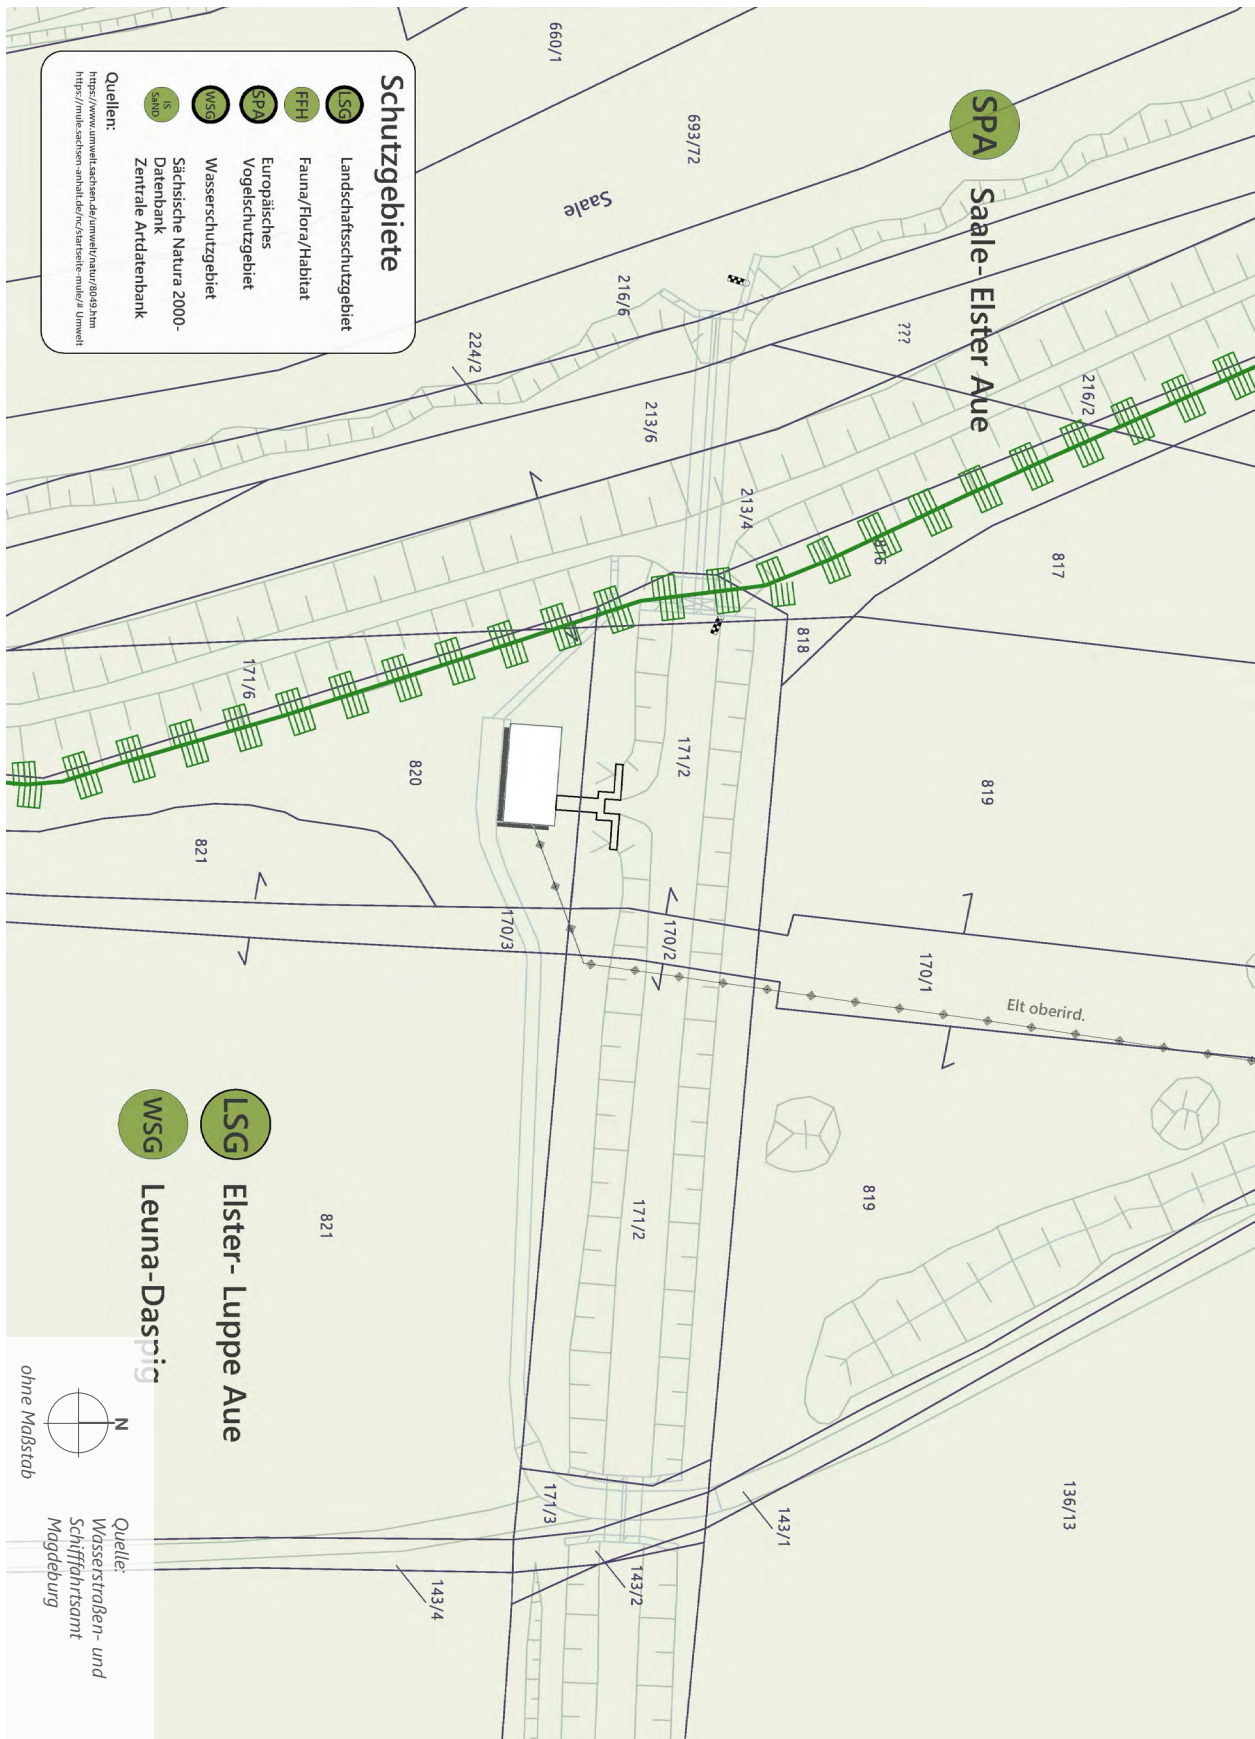 Schutzgebiete
LSG Landschaftsschutzgebiet
FFH Fauna/Flora/Habitat
SPA Europäisches
Vogelschutzgebiet
WSG Wasserschutzgebiet
IS
SaND
Sächsische Natura 2000-
Datenbank
Zentrale Artdatenbank
Quellen:
https://www.umwelt.sachsen.de/umwelt/natur/8049.htm
https://mule.sachsen-anhalt.de/nc/startseite-mule/# Umwelt
SPA Saale- Elster Aue
660/1
693/72
Saale
216/6
224/2
???
216/2
213/6
213/4
816
817
818
171/6
820
171/2
819
821
170/3
170/2
170/1
Elt oberird.
LSG Elster- Luppe Aue
WSG Leuna-Daspig
821
171/2
819
136/13
171/3
143/1
143/2
143/4
N
ohne Maßstab
Quelle:
Wasserstraßen- und
Schifffahrtsamt
Magdeburg